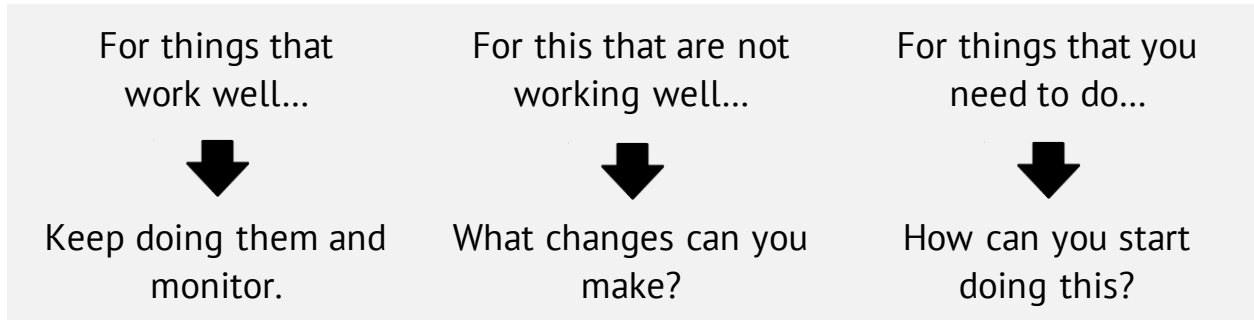 For things that
work well...
Keep doing them and
monitor.
For this that are not
working well...
What changes can you
make?
For things that you
need to do...
How can you start
doing this?